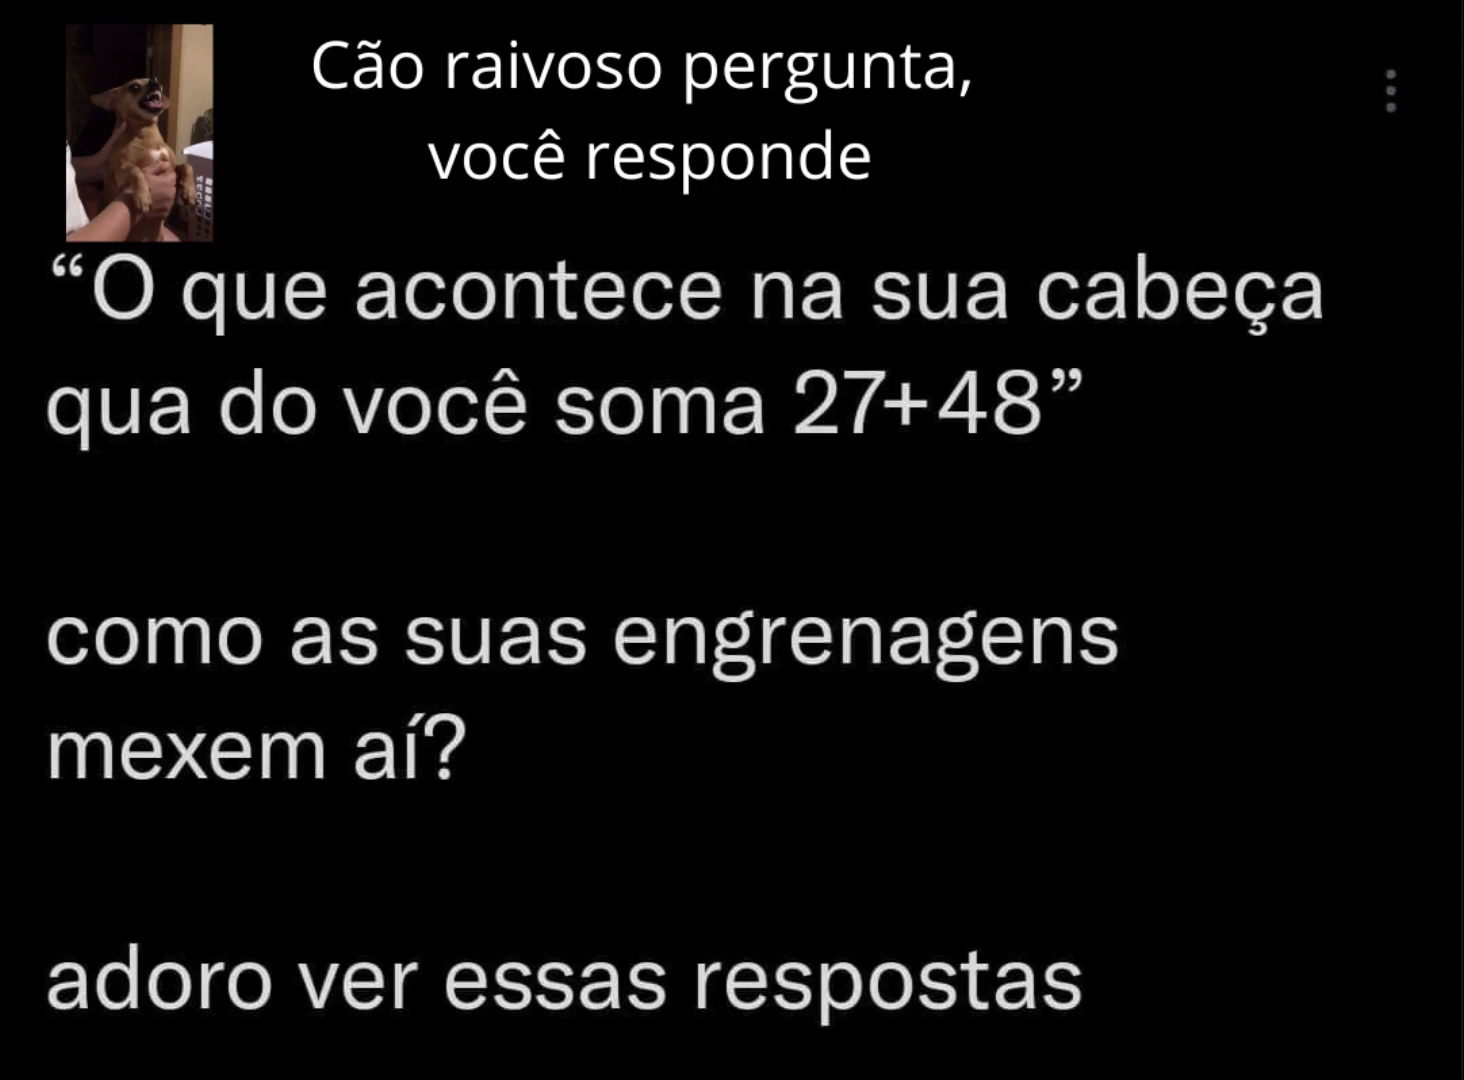 Cão raivoso pergunta,
você responde
“O que acontece na sua cabeça
qua do você soma 27+48”
como as suas engrenagens
mexem aí?
adoro ver essas respostas